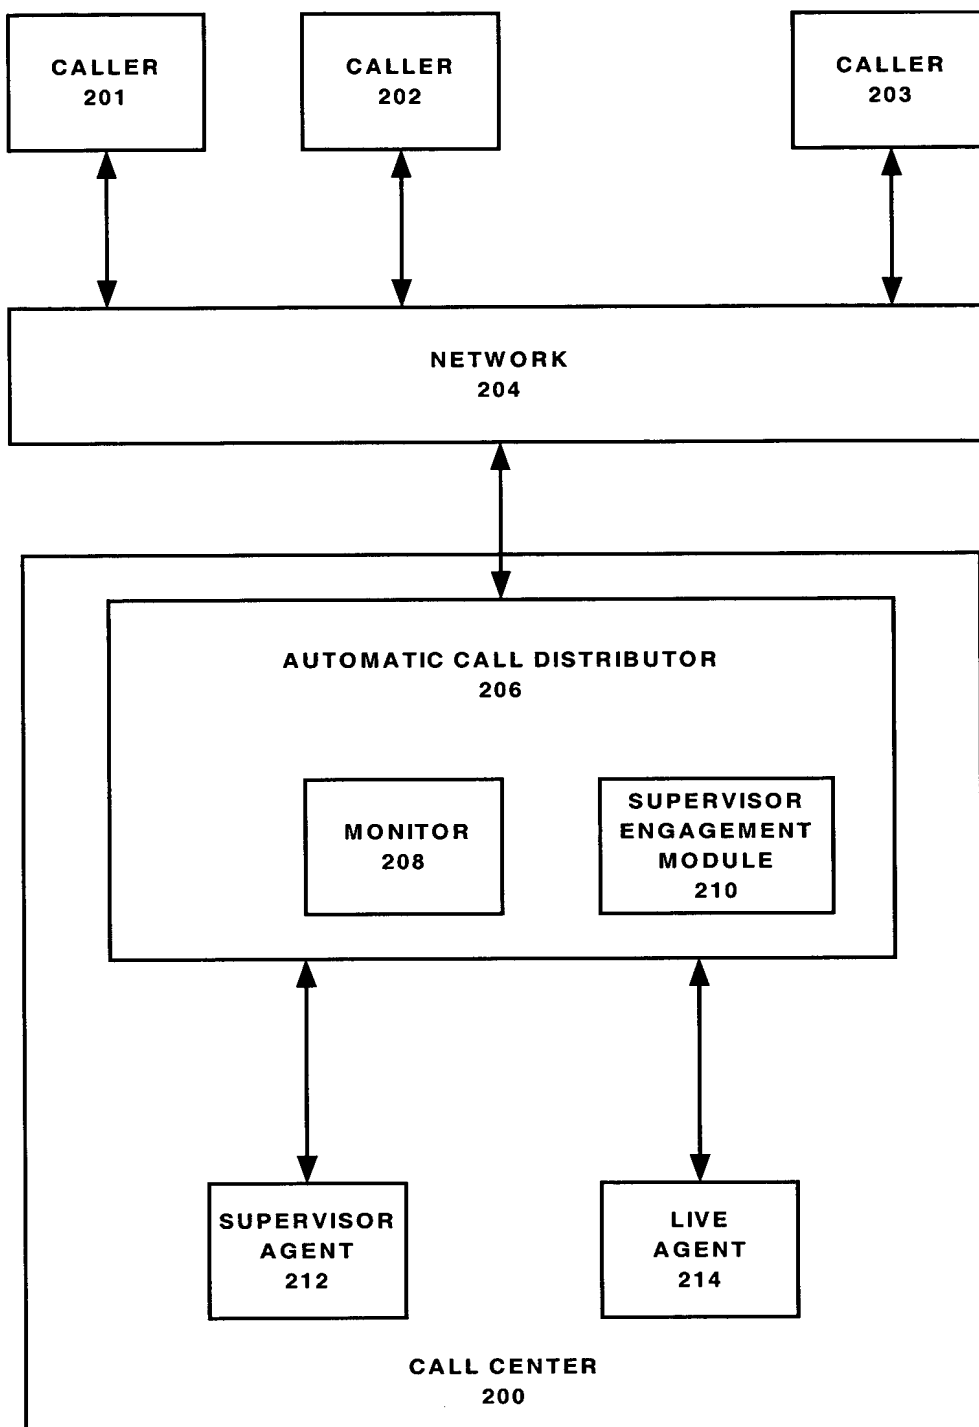 CALLER
201
CALLER
202
CALLER
203
NETWORK
204
AUTOMATIC CALL DISTRIBUTOR
206
MONITOR
208
SUPERVISOR
ENGAGEMENT
MODULE
210
SUPERVISOR
AGENT
212
LIVE
AGENT
214
CALL CENTER
200